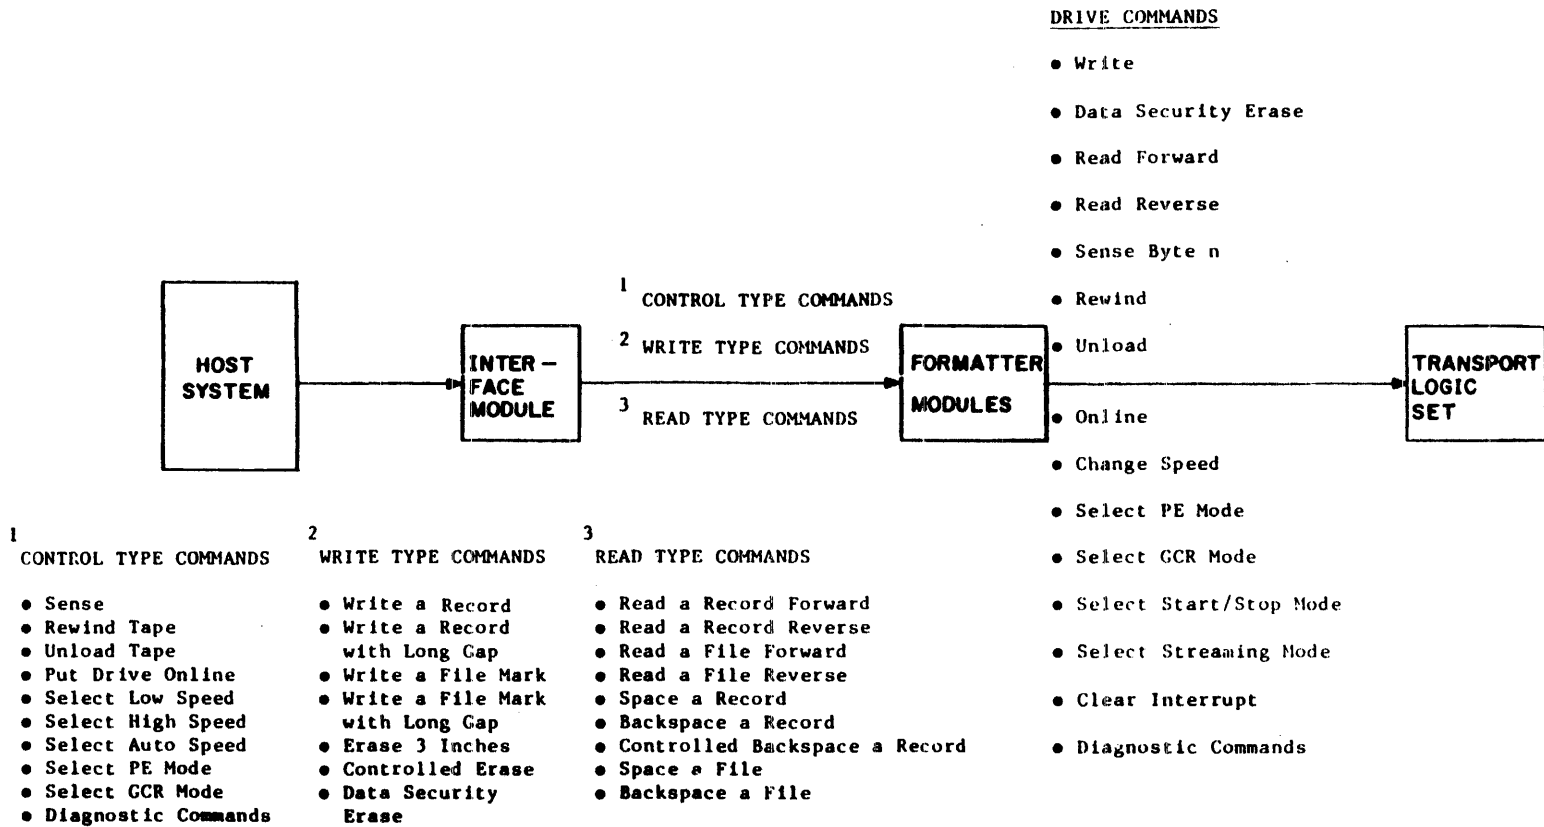 DRIVE COMMANDS
● Write
● Data Security Erase
● Read Forward
● Read Reverse
● Sense Byte n
● Rewind
● Unload
● Online
● Change Speed
● Select PE Mode
● Select GCR Mode
● Select Start/Stop Mode
● Select Streaming Mode
● Clear Interrupt
● Diagnostic Commands
HOST
SYSTEM
INTER-
FACE
MODULE
1
CONTROL TYPE COMMANDS
2 WRITE TYPE COMMANDS
3
READ TYPE COMMANDS
FORMATTER
MODULES
TRANSPORT
LOGIC
SET
1
CONTROL TYPE COMMANDS
● Sense
● Rewind Tape
● Unload Tape
● Put Drive Online
● Select Low Speed
● Select High Speed
● Select Auto Speed
● Select PE Mode
● Select GCR Mode
● Diagnostic Commands
2
WRITE TYPE COMMANDS
● Write a Record
● Write a Record
with Long Gap
● Write a File Mark
● Write a File Mark
with Long Gap
● Erase 3 Inches
● Controlled Erase
● Data Security
Erase
3
READ TYPE COMMANDS
● Read a Record Forward
● Read a Record Reverse
● Read a File Forward
● Read a File Reverse
● Space a Record
● Backspace a Record
● Controlled Backspace a Record
● Space a File
● Backspace a File